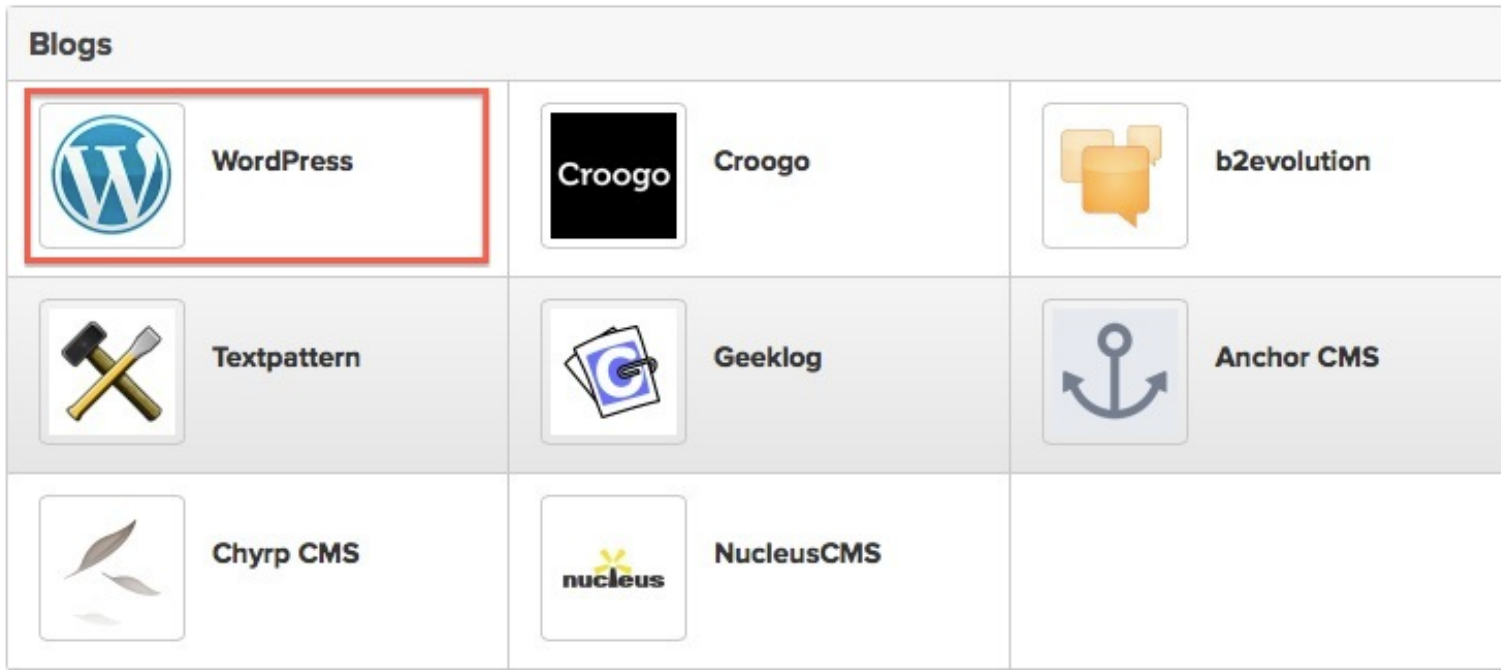 Blogs
WordPress
Croogo
Croogo
b2evolution
Textpattern
Geeklog
Anchor CMS
Chyrp CMS
nucleus
NucleusCMS